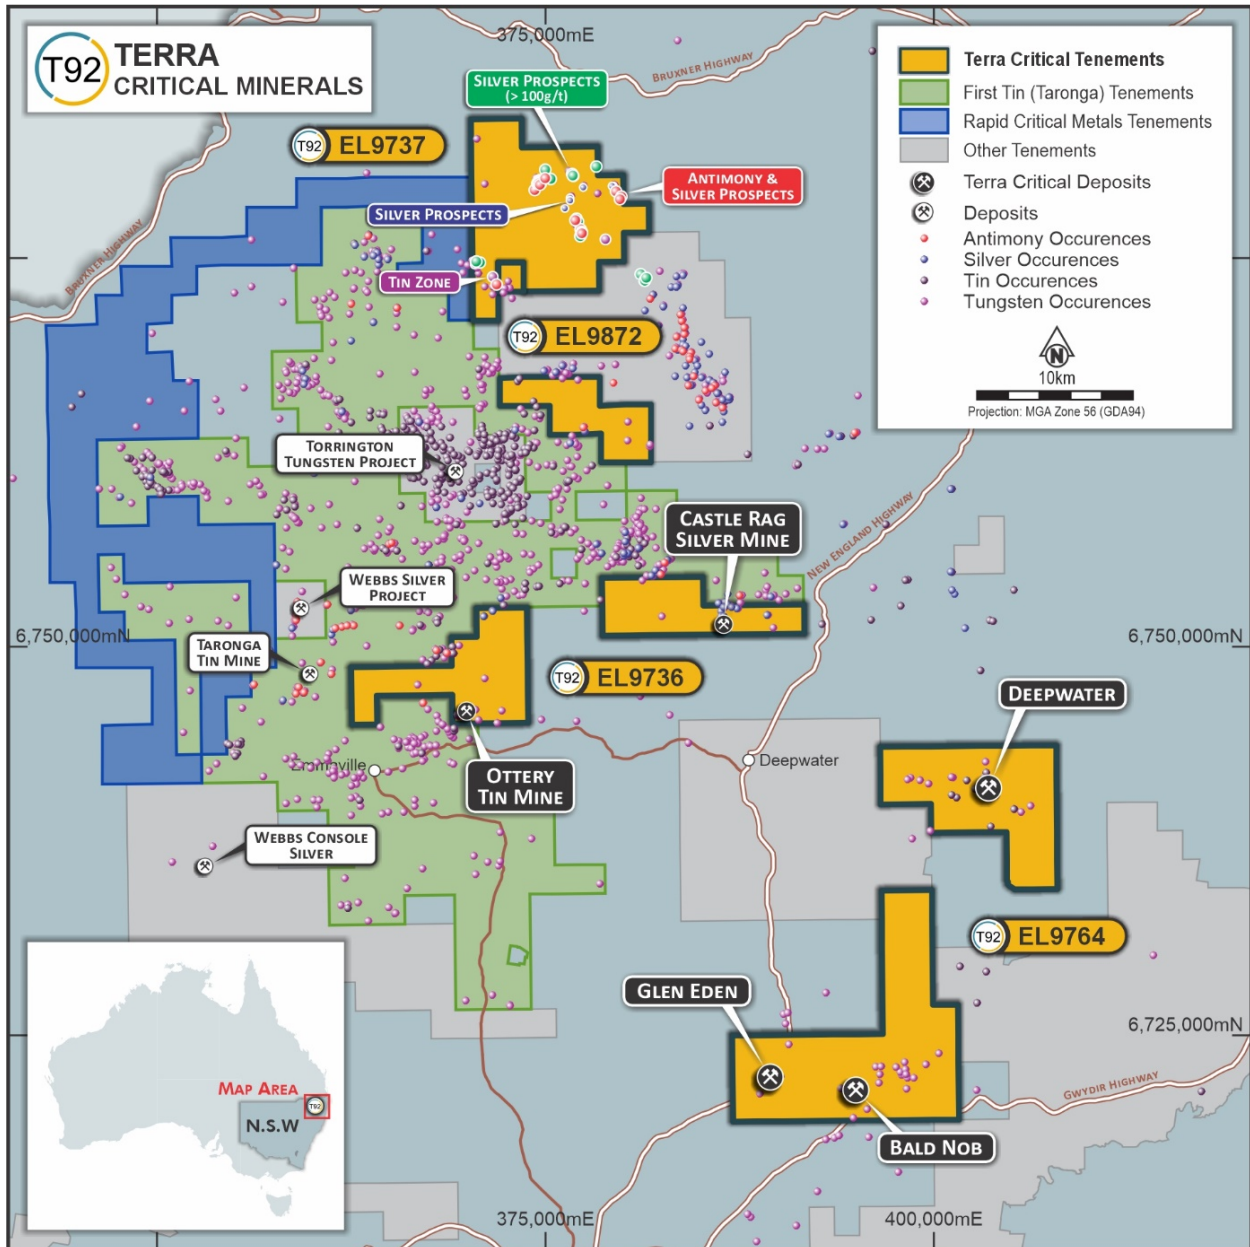 T92 TERRA
CRITICAL MINERALS
375,000mE
BRUXNER HIGHWAY
Terra Critical Tenements
First Tin (Taronga) Tenements
Rapid Critical Metals Tenements
Other Tenements
Terra Critical Deposits
Deposits
Antimony Occurences
Silver Occurences
Tin Occurences
Tungsten Occurences
N
10km
Projection: MGA Zone 56 (GDA94)
SILVER PROSPECTS
(> 100g/t)
T92 EL9737
ANTIMONY &
SILVER PROSPECTS
SILVER PROSPECTS
BRUXNER HIGHWAY
TIN ZONE
T92 EL9872
TORRINGTON
TUNGSTEN PROJECT
CASTLE RAG
SILVER MINE
NEW ENGLAND HIGHWAY
WEBBS SILVER
PROJECT
6,750,000mN
6,750,000mN
TARONGA
TIN MINE
T92 EL9736
DEEPWATER
Deepwater
OTTERY
TIN MINE
WEBBS CONSOLE
SILVER
T92 EL9764
GLEN EDEN
6,725,000mN
GWYDIR HIGHWAY
BALD NOB
MAP AREA
T92
N.S.W
375,000mE
400,000mE